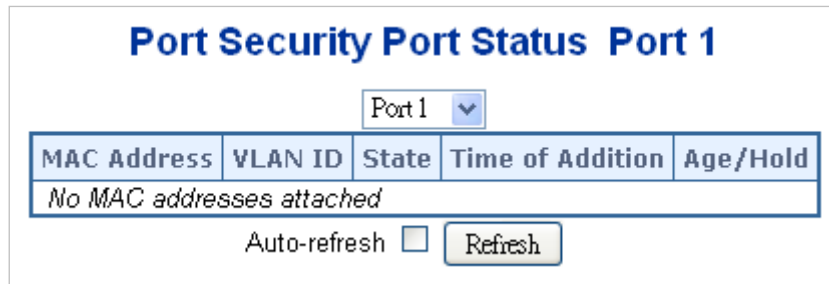 Port Security Port Status Port 1
Port 1
MAC Address VLAN ID State Time of Addition Age/Hold
No MAC addresses attached
Auto-refresh Refresh